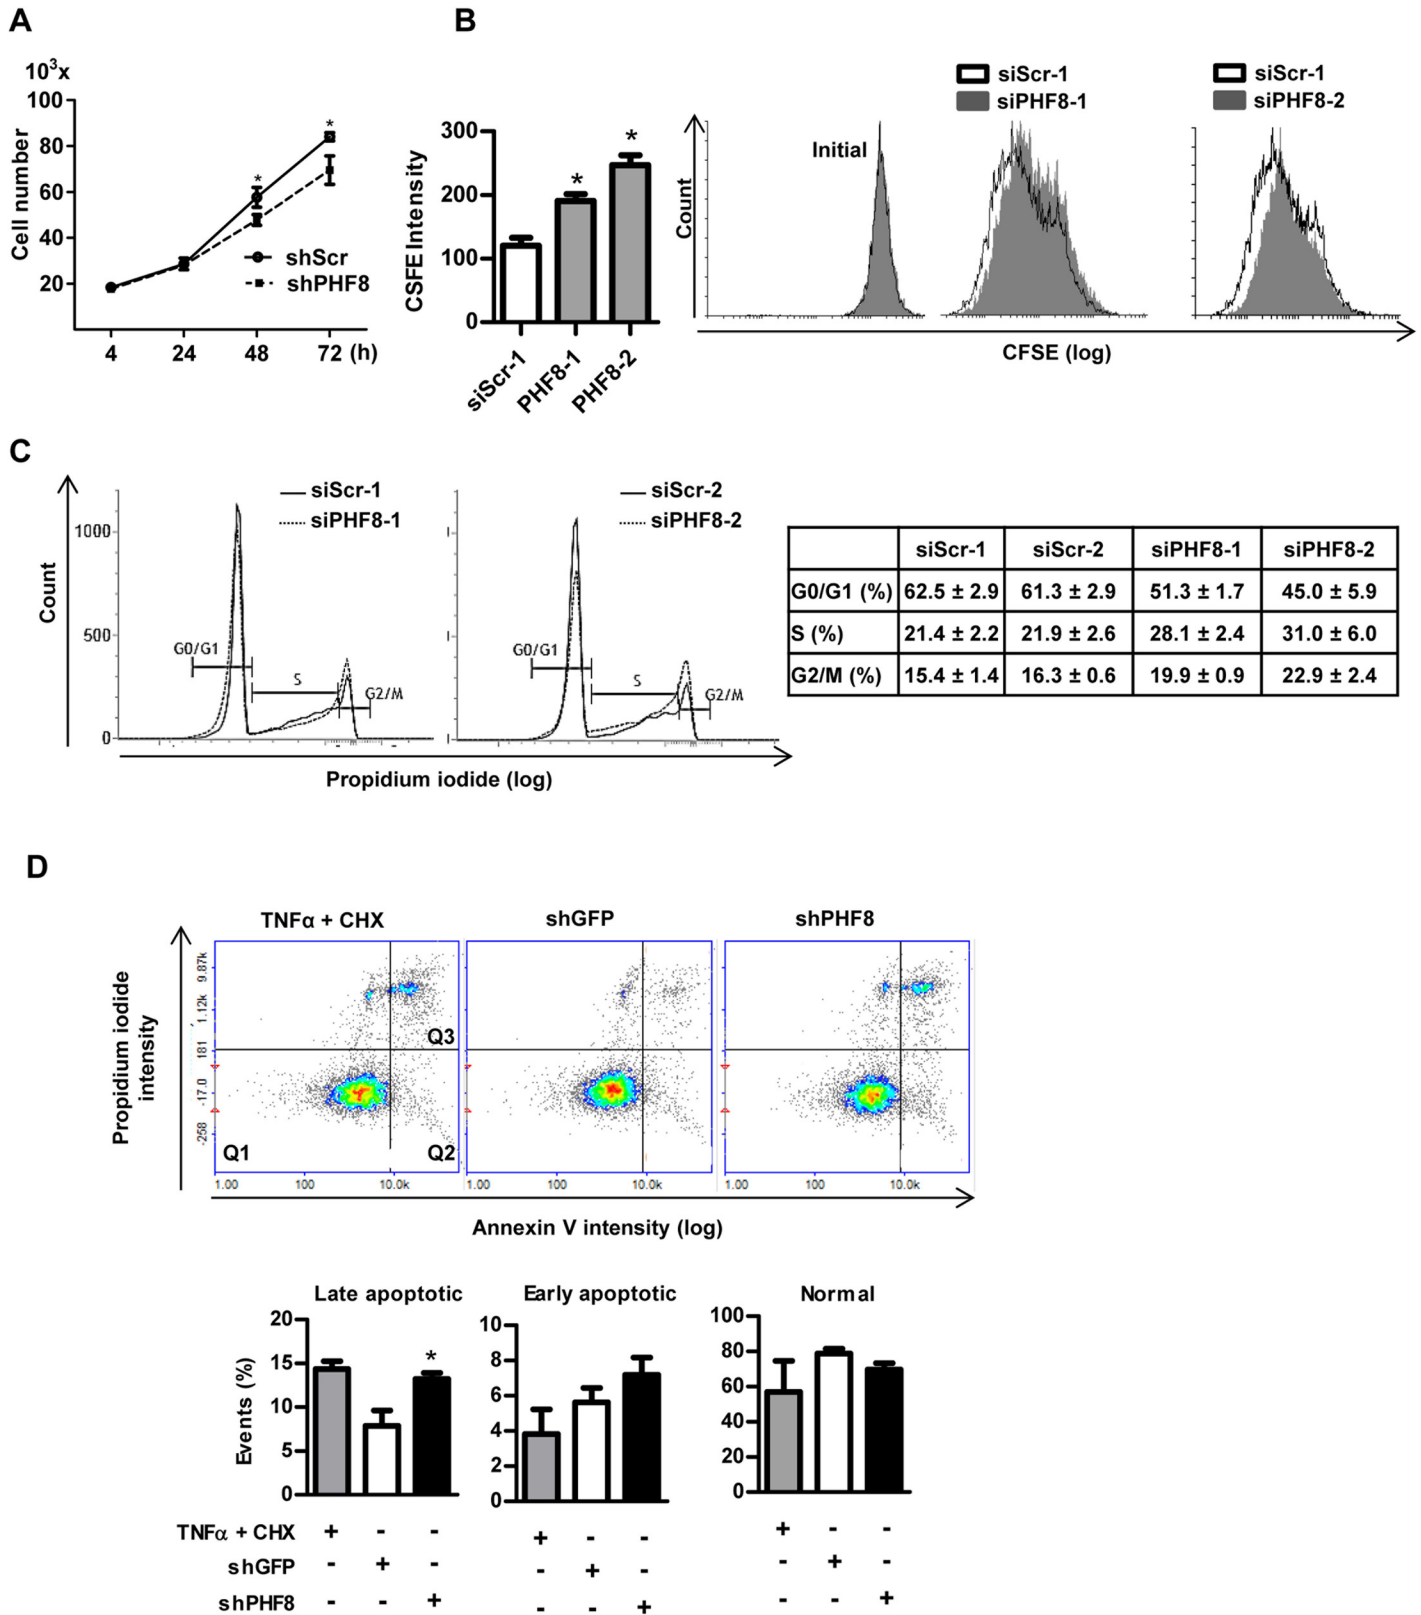 A
10³x
100
80
60
40
20
Cell number
*
*
shScr
shPHF8
4 24 48 72 (h)
B
300
200
100
0
CSFE Intensity
*
*
siScr-1
PHF8-1
PHF8-2
siScr-1
siPHF8-1
siScr-1
siPHF8-2
Initial
Count
CFSE (log)
C
siScr-1
siPHF8-1
siScr-2
siPHF8-2
Count
1000
500
0
G0/G1
S
G2/M
G0/G1
S
G2/M
Propidium iodide (log)
siScr-1 siScr-2 siPHF8-1 siPHF8-2
G0/G1 (%) 62.5 ± 2.9 61.3 ± 2.9 51.3 ± 1.7 45.0 ± 5.9
S (%) 21.4 ± 2.2 21.9 ± 2.6 28.1 ± 2.4 31.0 ± 6.0
G2/M (%) 15.4 ± 1.4 16.3 ± 0.6 19.9 ± 0.9 22.9 ± 2.4
D
TNFα + CHX shGFP shPHF8
Propidium iodide
intensity
9.87k
1.12k
181
-17.0
-258
Q3
Q1
Q2
1.00 100 10.0k
1.00 100 10.0k
1.00 100 10.0k
Annexin V intensity (log)
Late apoptotic
Early apoptotic
Normal
Events (%)
20
15
10
5
0
*
10
8
6
4
2
0
100
80
60
40
20
0
TNFα + CHX + - - + - - + - -
shGFP - + - - + - - + -
shPHF8 - - + - - + - - +